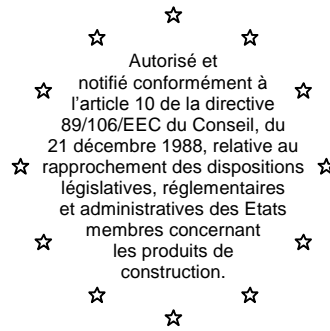 Autorisé et
notifié conformément à
l'article 10 de la directive
89/106/EEC du Conseil, du
21 décembre 1988, relative au
rapprochement des dispositions
législatives, réglementaires
et administratives des Etats
membres concernant
les produits de
construction.